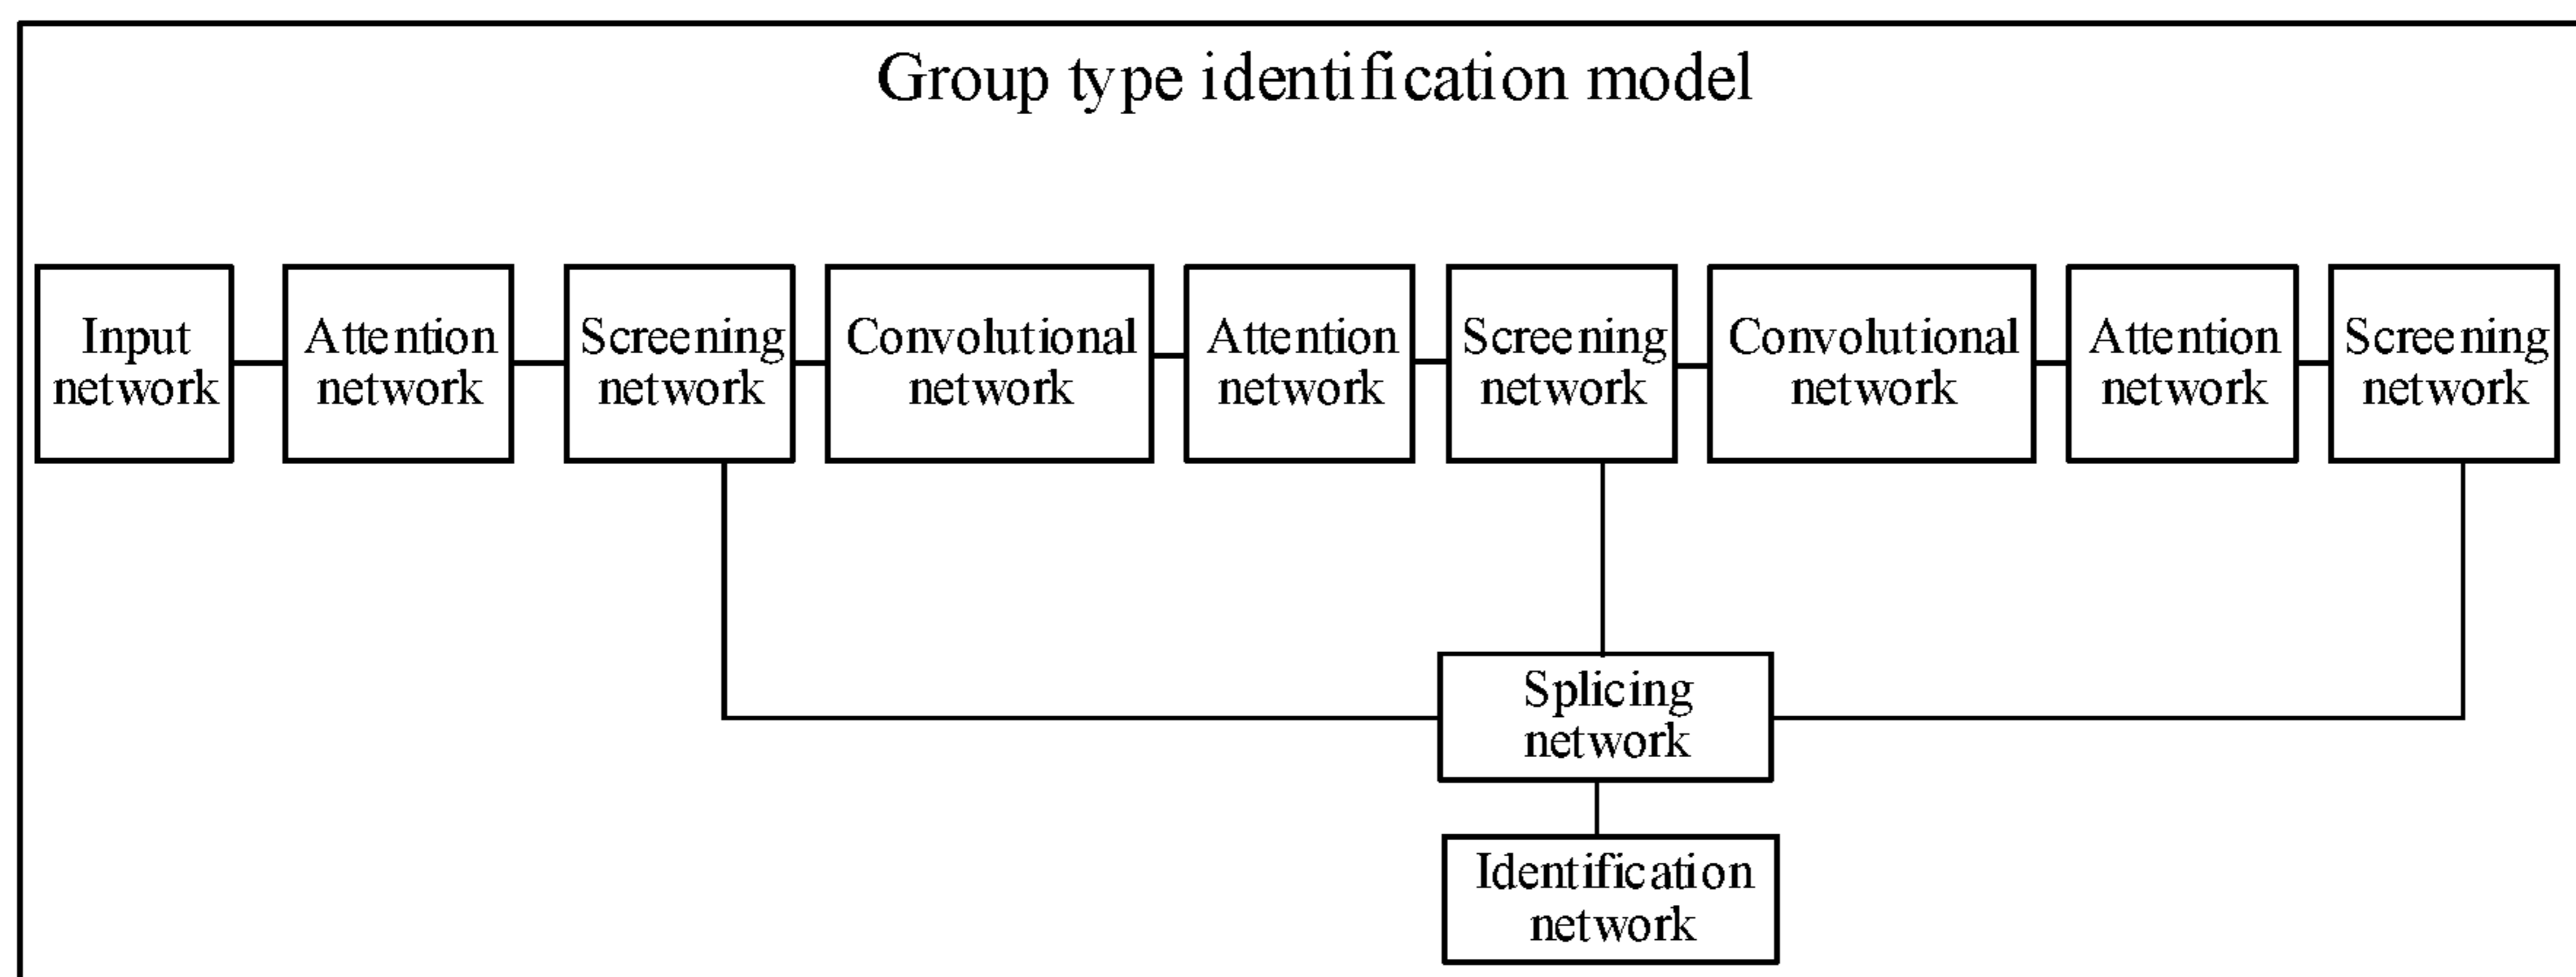 Group type identification model
Input
network
Attention
network
Screening
network
Convolutional
network
Attention
network
Screening
network
Convolutional
network
Attention
network
Screening
network
Splicing
network
Identification
network